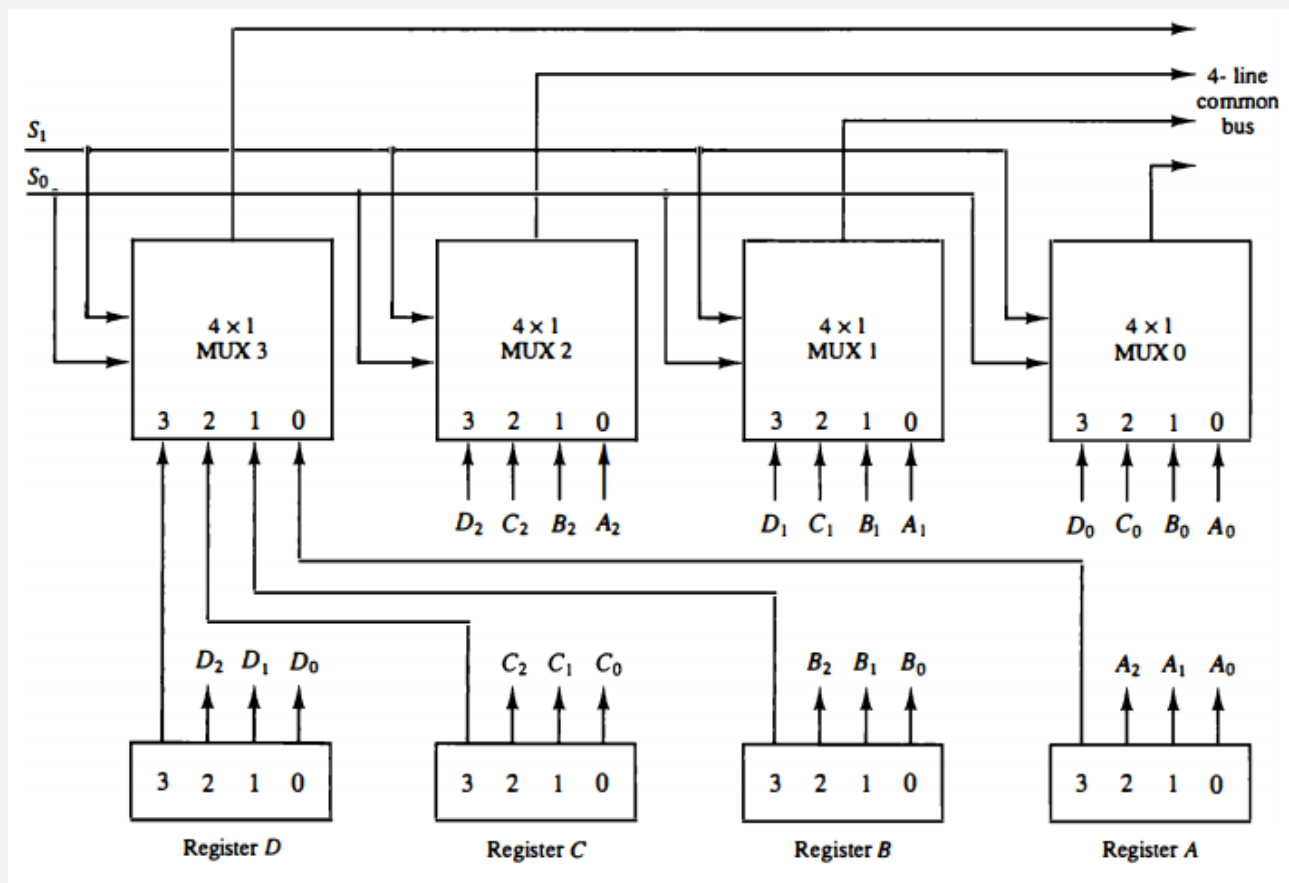 4- line
common
bus
S₁
S₀
4 × 1
MUX 3
3 2 1 0
4 × 1
MUX 2
3 2 1 0
4 × 1
MUX 1
3 2 1 0
4 × 1
MUX 0
3 2 1 0
D₂ C₂ B₂ A₂
D₁ C₁ B₁ A₁
D₀ C₀ B₀ A₀
D₂ D₁ D₀
C₂ C₁ C₀
B₂ B₁ B₀
A₂ A₁ A₀
3 2 1 0
3 2 1 0
3 2 1 0
3 2 1 0
Register D
Register C
Register B
Register A